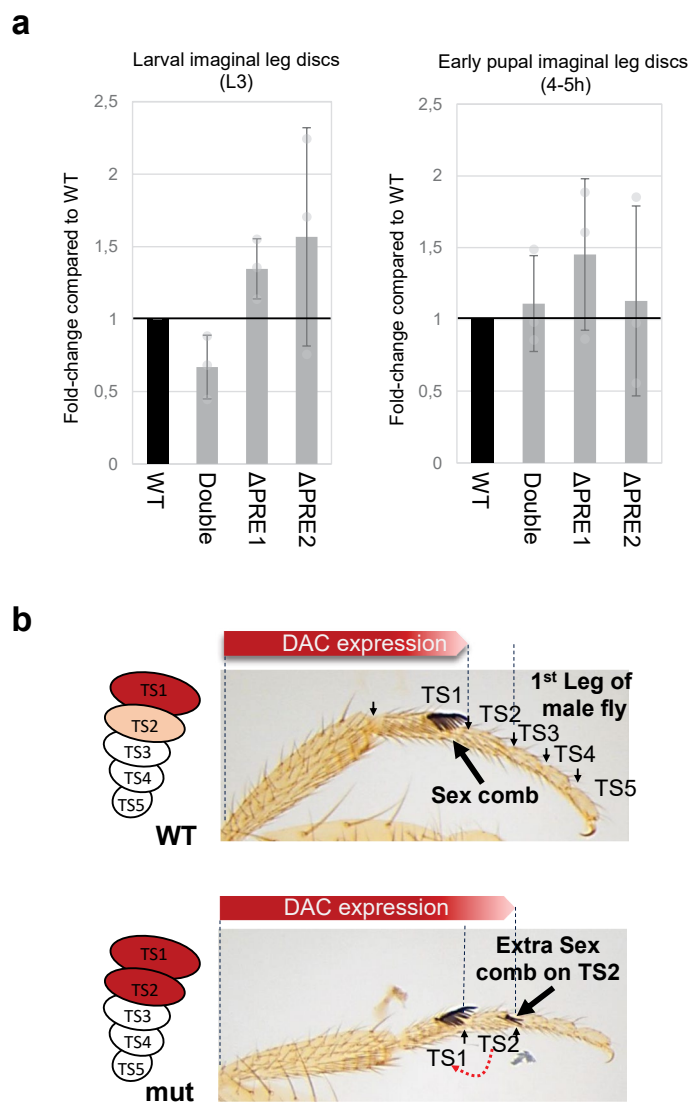 a
Larval imaginal leg discs
(L3)
Fold-change compared to WT
2,5
2
1,5
1
0,5
0
WT
Double
ΔPRE1
ΔPRE2
Early pupal imaginal leg discs
(4-5h)
Fold-change compared to WT
2,5
2
1,5
1
0,5
0
WT
Double
ΔPRE1
ΔPRE2
b
DAC expression
TS1
TS2
TS3
TS4
TS5
WT
1st Leg of
male fly
TS1
TS2
TS3
TS4
TS5
Sex comb
DAC expression
TS1
TS2
TS3
TS4
TS5
mut
Extra Sex
comb on TS2
TS1
TS2